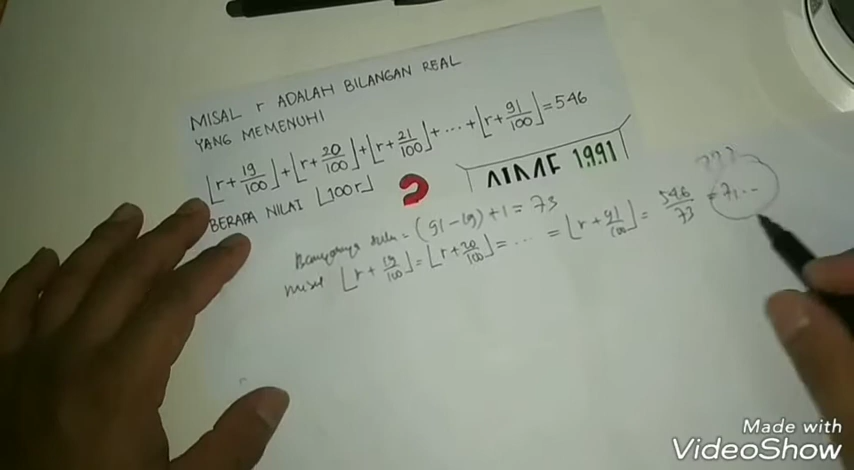 MISAL r ADALAH BILANGAN REAL
YANG MEMENUHI
⌊r+19/100⌋+⌊r+20/100⌋+⌊r+21/100⌋+...+⌊r+91/100⌋=546
BERAPA NILAI ⌊100r⌋ ?
AIME 1991
Banyaknya suku = (91-19)+1=73
misal ⌊r+19/100⌋=⌊r+20/100⌋=...=⌊r+91/100⌋=546/73=7,...
???
Made with
VideoShow